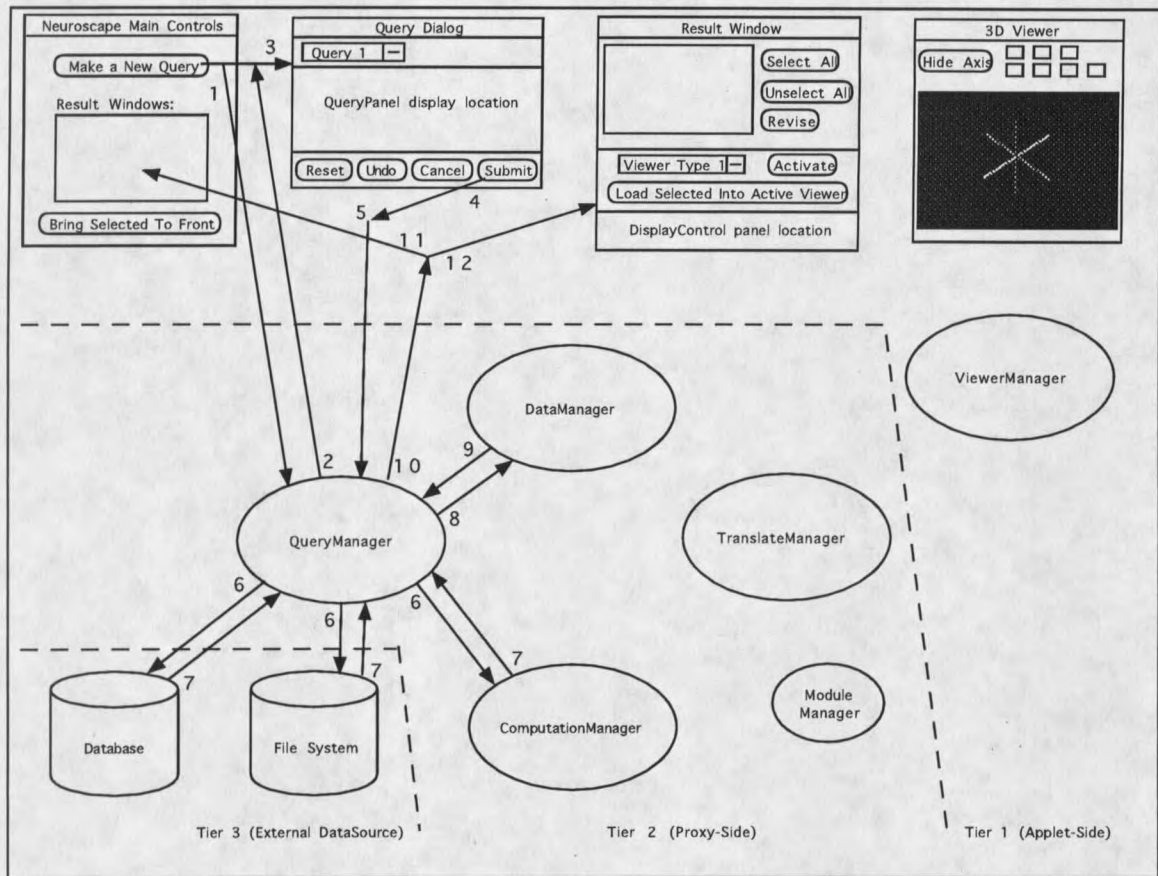 Neuroscape Main Controls
Make a New Query
1
Result Windows:
Bring Selected To Front
3
Query Dialog
Query 1
QueryPanel display location
Reset
Undo
Cancel
Submit
4
5
11
12
Result Window
Select All
Unselect All
Revise
Viewer Type 1
Activate
Load Selected Into Active Viewer
DisplayControl panel location
3D Viewer
Hide Axis
ViewerManager
DataManager
9
2
10
8
QueryManager
TranslateManager
6
6
6
7
7
7
Database
File System
ComputationManager
Module
Manager
Tier 3 (External DataSource)
Tier 2 (Proxy-Side)
Tier 1 (Applet-Side)